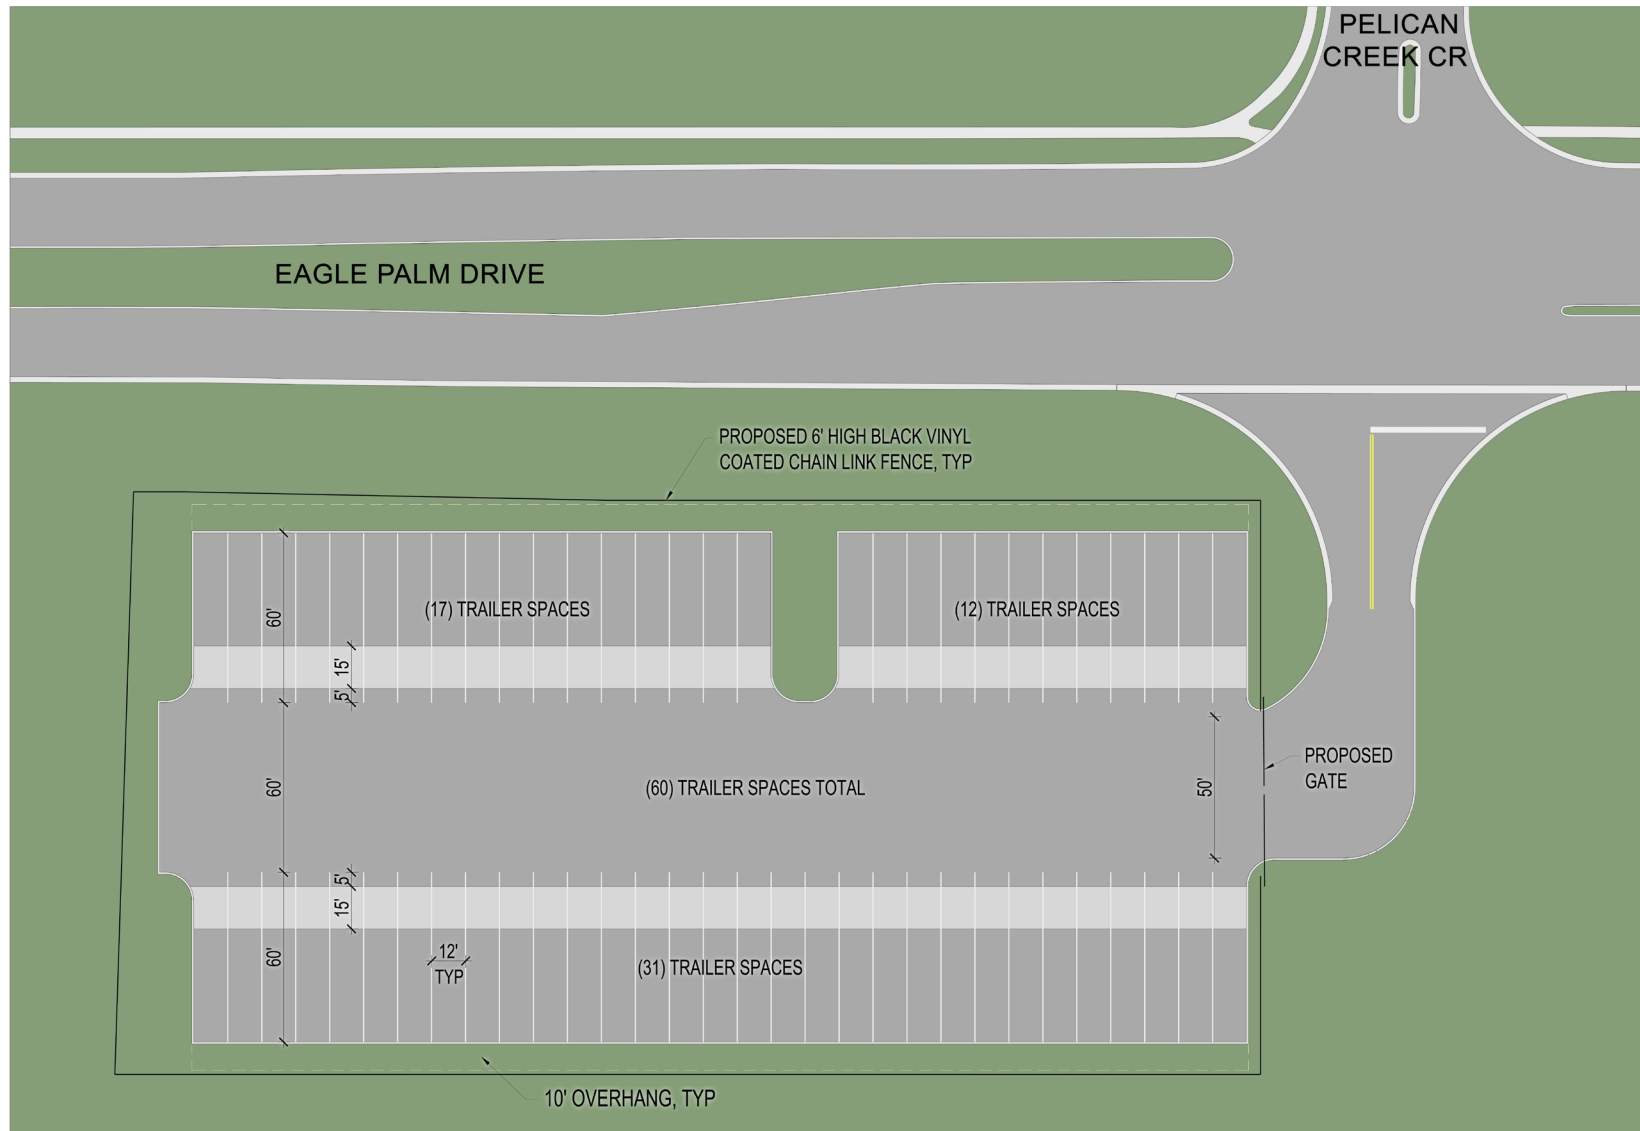 PELICAN
CREEK CR
EAGLE PALM DRIVE
PROPOSED 6' HIGH BLACK VINYL
COATED CHAIN LINK FENCE, TYP
60'
(17) TRAILER SPACES
(12) TRAILER SPACES
15'
5'
60'
(60) TRAILER SPACES TOTAL
50'
PROPOSED
GATE
5'
15'
60'
12'
TYP
(31) TRAILER SPACES
10' OVERHANG, TYP